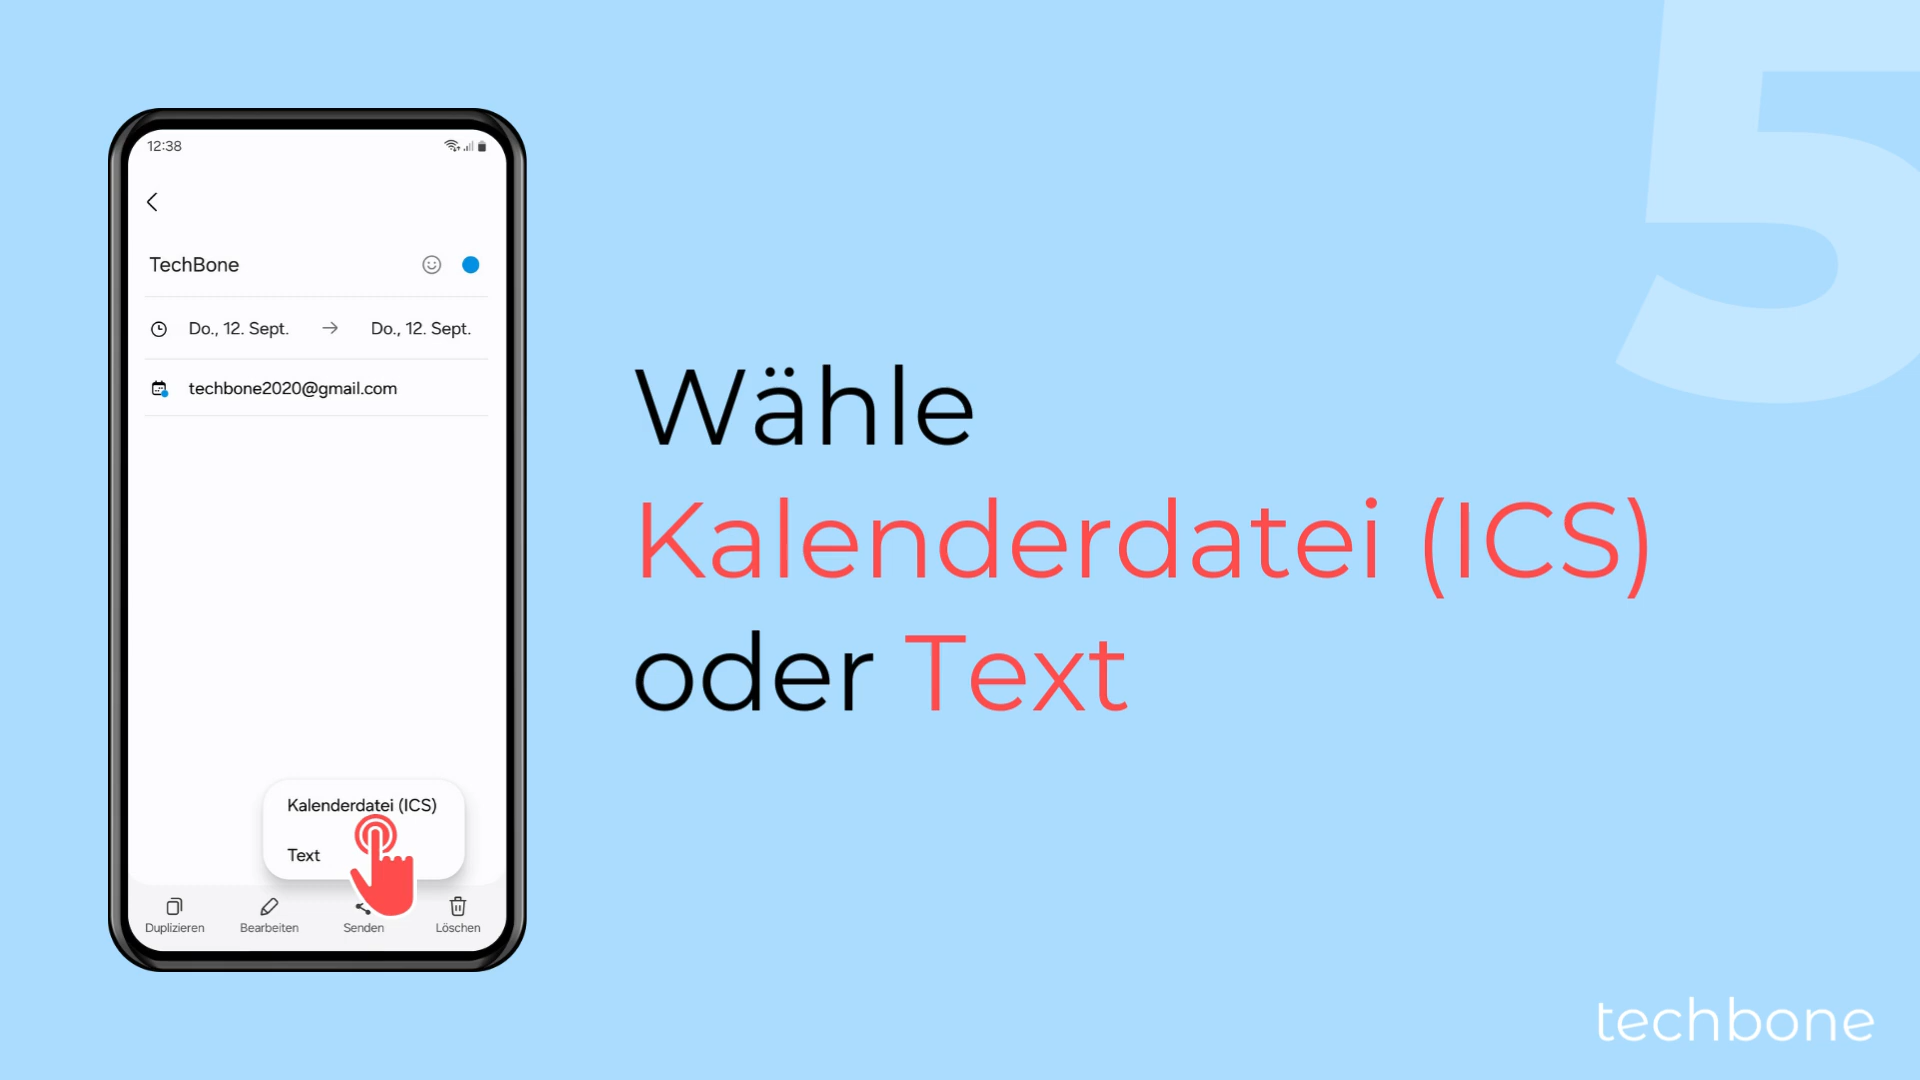 5
12:38
TechBone
Do., 12. Sept. → Do., 12. Sept.
techbone2020@gmail.com
Kalenderdatei (ICS)
Text
Duplizieren Bearbeiten Senden Löschen
Wähle
Kalenderdatei (ICS)
oder Text
techbone